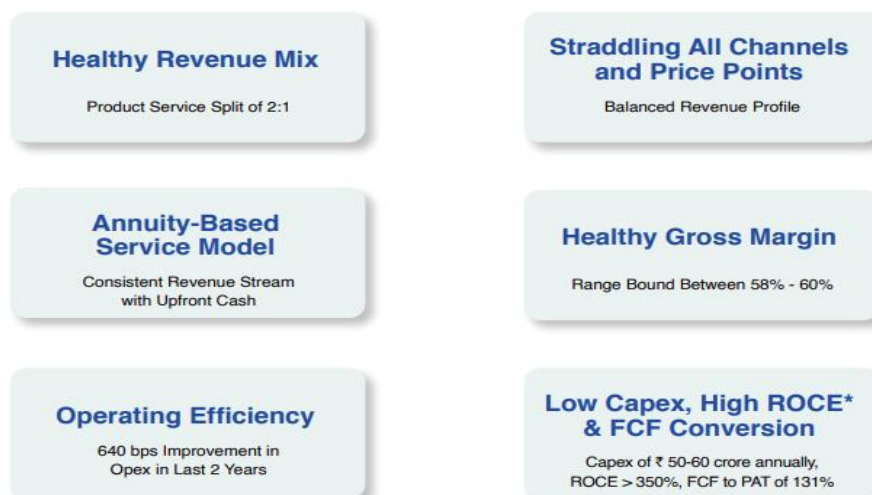 Healthy Revenue Mix
Product Service Split of 2:1
Straddling All Channels
and Price Points
Balanced Revenue Profile
Annuity-Based
Service Model
Consistent Revenue Stream
with Upfront Cash
Healthy Gross Margin
Range Bound Between 58% - 60%
Operating Efficiency
640 bps Improvement in
Opex in Last 2 Years
Low Capex, High ROCE*
& FCF Conversion
Capex of ₹ 50-60 crore annually,
ROCE > 350%, FCF to PAT of 131%